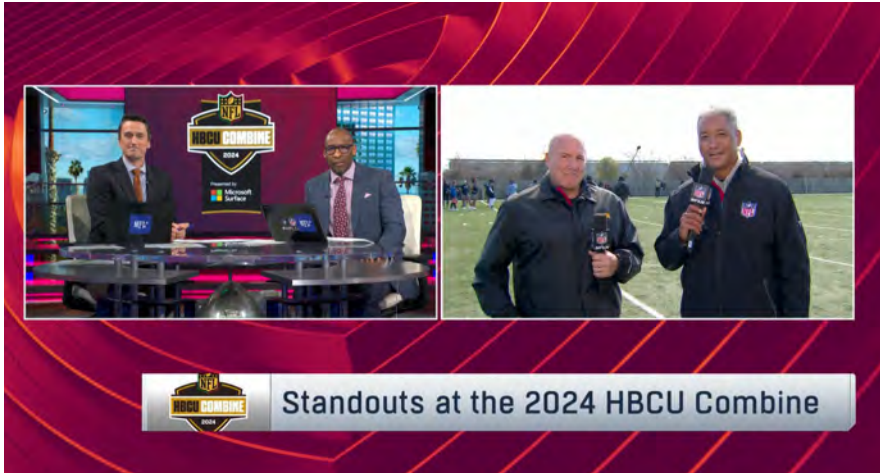 NFL
HBCU COMBINE
2024
Presented by
Microsoft
Surface
NFL
NFL
NFL
NFL
HBCU COMBINE
2024
Standouts at the 2024 HBCU Combine